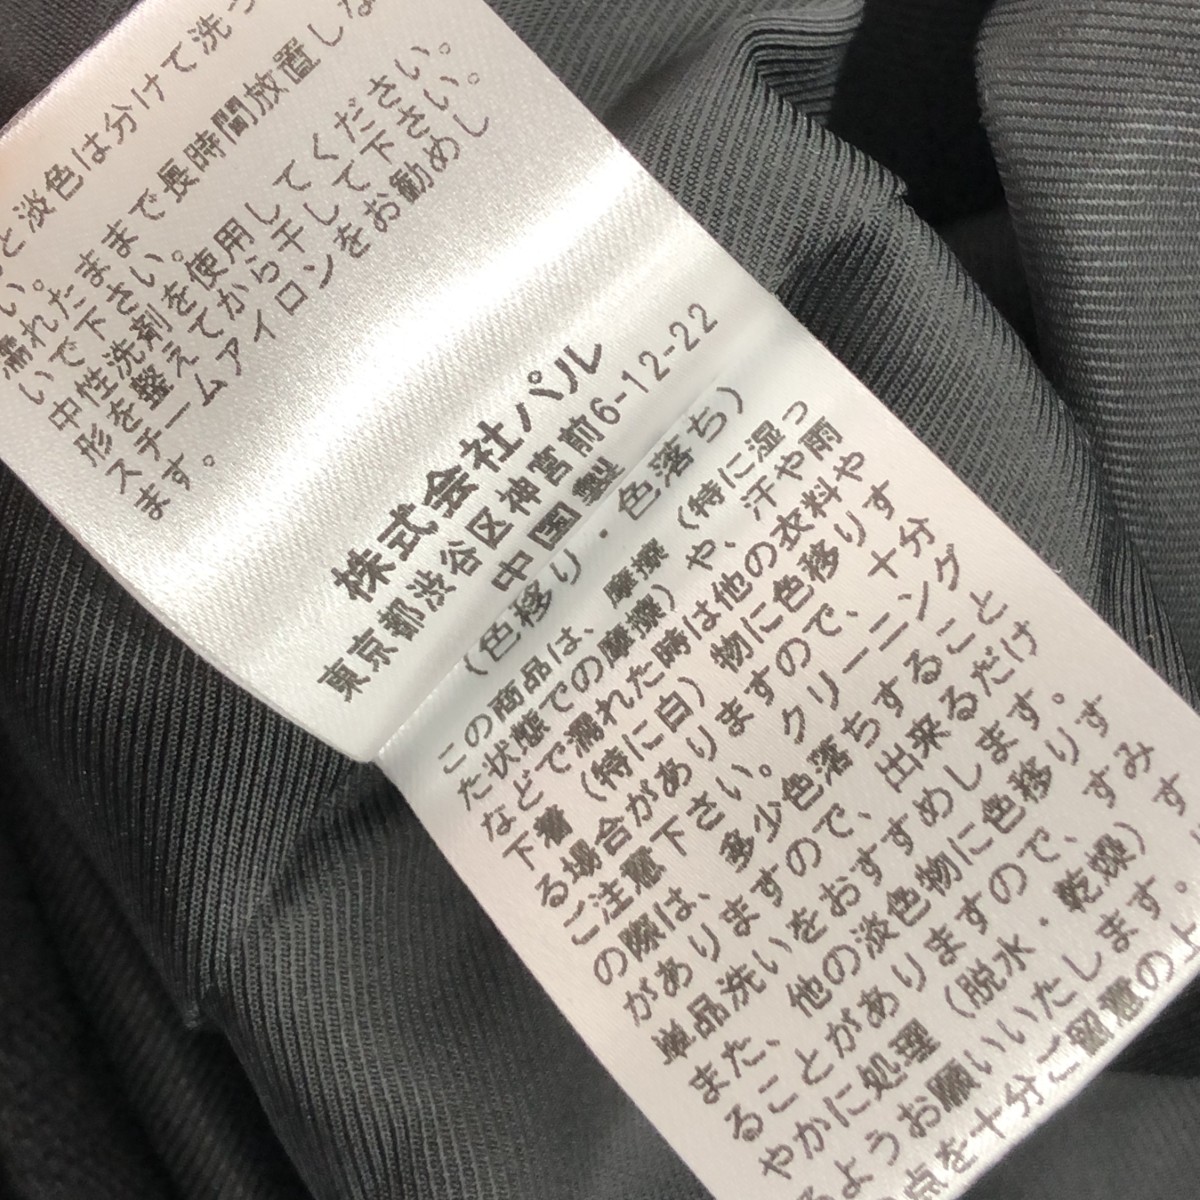 と淡色は分けて洗っ
い。
濡れたままで長時間放置しな
いで下さい。
中性洗剤を使用してください。
形を整えてから干して下さい。
スチームアイロンをお勧めし
ます。
株式会社パル
東京都渋谷区神宮前6-12-22
中国製
(色移り・色落ち)
この商品は、摩擦(特に湿っ
た状態での摩擦)や、汗や雨
などで濡れた時は他の衣料や
下着(特に白)物に色移りす
る場合がありますので、十分
ご注意下さい。クリーニング
の際は、多少色落ちすること
がありますので、出来るだけ
単品洗いをおすすめします。
また、他の淡色物に色移りす
ることがありますので、すみ
やかに処理(脱水・乾燥)す
るようお願いいたします。
点を十分ご留意の上